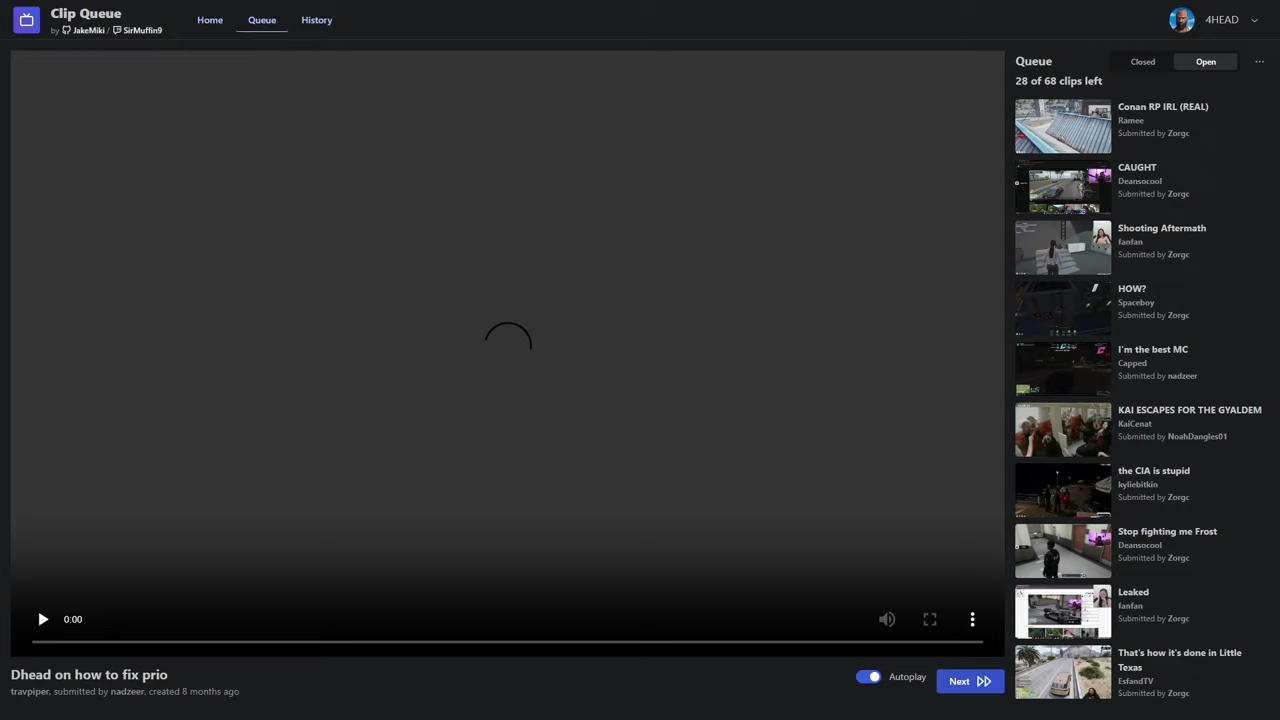 Clip Queue
by JakeMiki / SirMuffin9
Home
Queue
History
4HEAD
Queue
Closed
Open
28 of 68 clips left
Conan RP IRL (REAL)
Ramee
Submitted by Zorgc
CAUGHT
Deansocool
Submitted by Zorgc
Shooting Aftermath
fanfan
Submitted by Zorgc
HOW?
Spaceboy
Submitted by Zorgc
I'm the best MC
Capped
Submitted by nadzeer
KAI ESCAPES FOR THE GYALDEM
KaiCenat
Submitted by NoahDangles01
the CIA is stupid
kyliebitkin
Submitted by Zorgc
Stop fighting me Frost
Deansocool
Submitted by Zorgc
Leaked
fanfan
Submitted by Zorgc
That's how it's done in Little
Texas
EsfandTV
Submitted by Zorgc
0:00
Dhead on how to fix prio
travpiper, submitted by nadzeer, created 8 months ago
Autoplay
Next